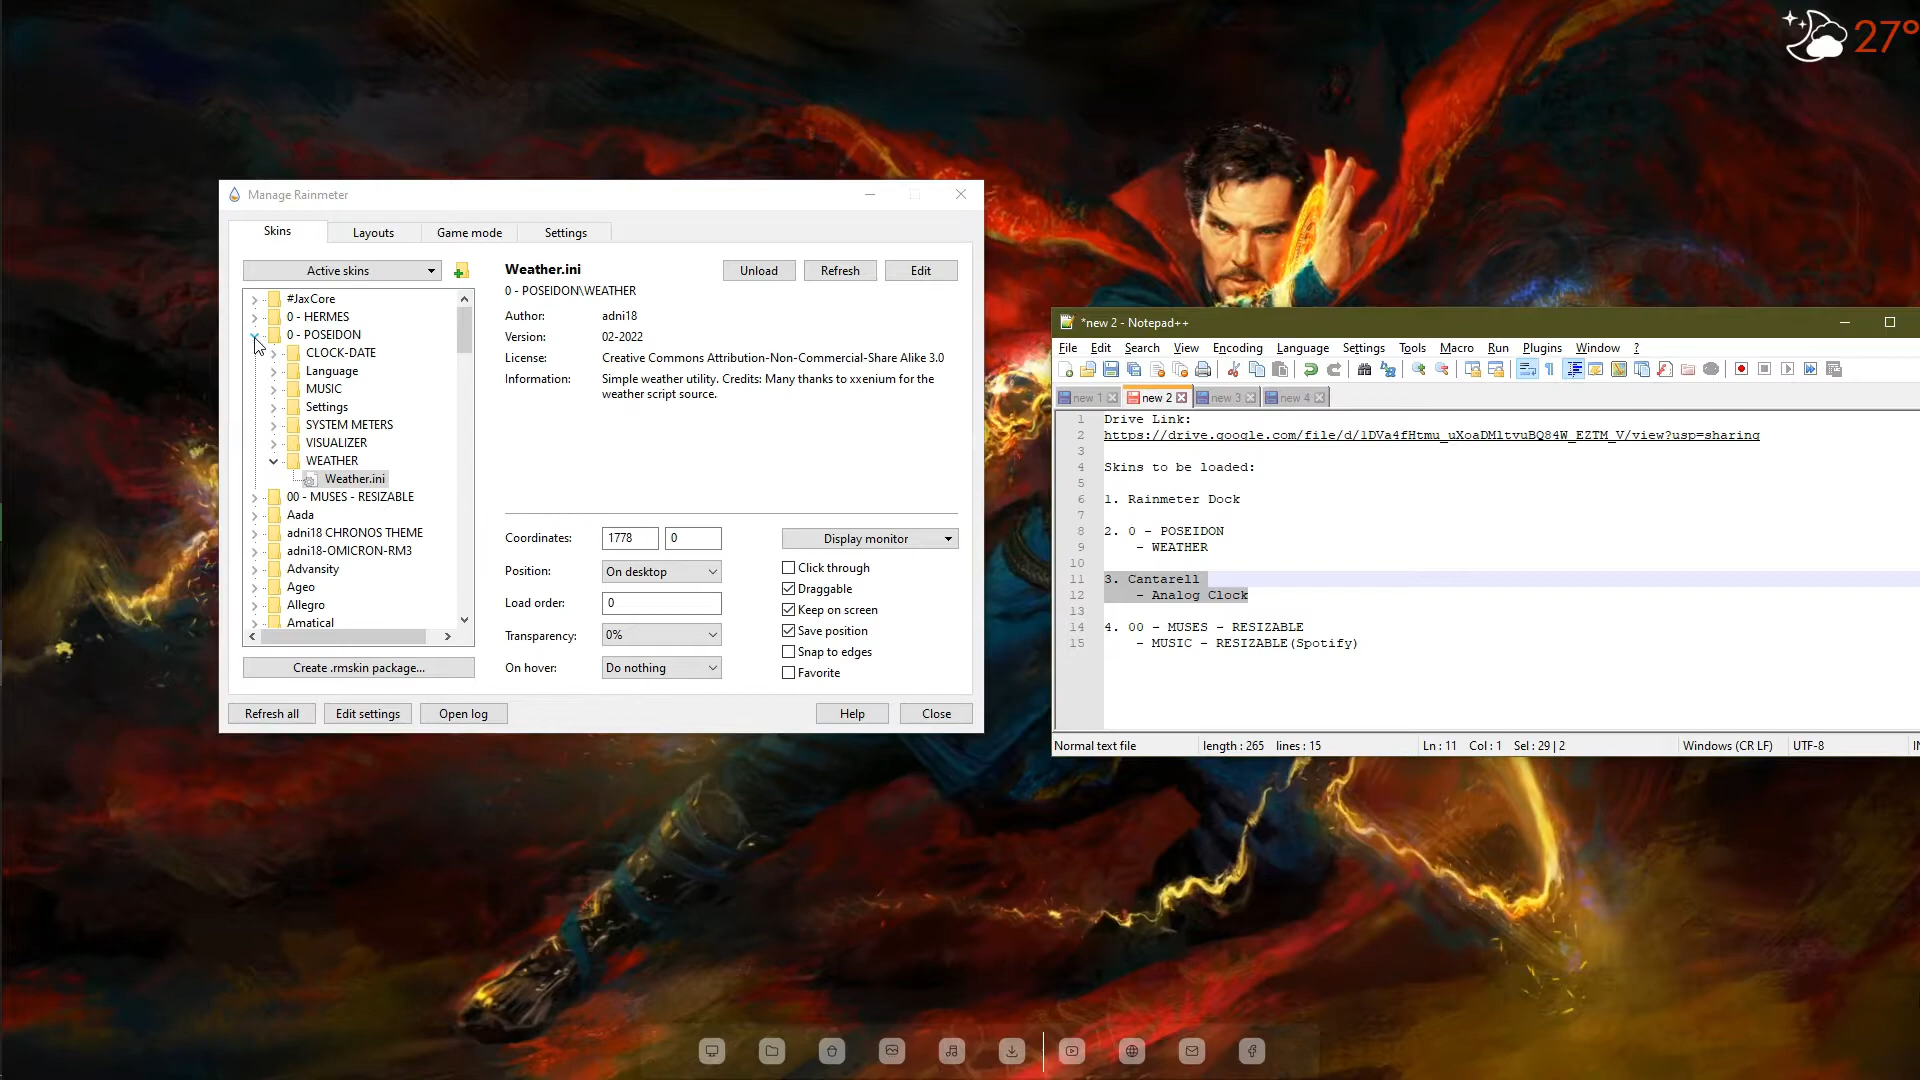 27°
Manage Rainmeter
Skins
Layouts
Game mode
Settings
Active skins
#JaxCore
0 - HERMES
0 - POSEIDON
CLOCK-DATE
Language
MUSIC
Settings
SYSTEM METERS
VISUALIZER
WEATHER
Weather.ini
00 - MUSES - RESIZABLE
Aada
adni18 CHRONOS THEME
adni18-OMICRON-RM3
Advansity
Ageo
Allegro
Amatical
Create .rmskin package...
Weather.ini
Unload
Refresh
Edit
0 - POSEIDON\WEATHER
Author: adni18
Version: 02-2022
License: Creative Commons Attribution-Non-Commercial-Share Alike 3.0
Information: Simple weather utility. Credits: Many thanks to xxenium for the
weather script source.
Coordinates: 1778 0
Display monitor
Position: On desktop
Load order: 0
Transparency: 0%
On hover: Do nothing
Click through
Draggable
Keep on screen
Save position
Snap to edges
Favorite
Refresh all
Edit settings
Open log
Help
Close
*new 2 - Notepad++
File Edit Search View Encoding Language Settings Tools Macro Run Plugins Window ?
new 1
new 2
new 3
new 4
1 Drive Link:
2 https://drive.google.com/file/d/1DVa4fHtmu_uXoaDMltvuBQ84W_EZTM_V/view?usp=sharing
3
4 Skins to be loaded:
5
6 1. Rainmeter Dock
7
8 2. 0 - POSEIDON
9 - WEATHER
10
11 3. Cantarell
12 - Analog Clock
13
14 4. 00 - MUSES - RESIZABLE
15 - MUSIC - RESIZABLE(Spotify)
Normal text file
length : 265 lines : 15
Ln : 11 Col : 1 Sel : 29 | 2
Windows (CR LF)
UTF-8